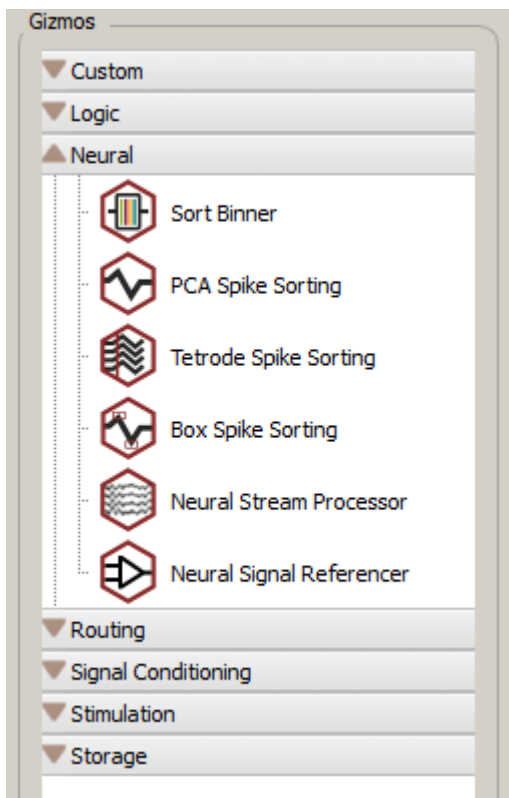 Gizmos
Custom
Logic
Neural
Sort Binner
PCA Spike Sorting
Tetrode Spike Sorting
Box Spike Sorting
Neural Stream Processor
Neural Signal Referencer
Routing
Signal Conditioning
Stimulation
Storage